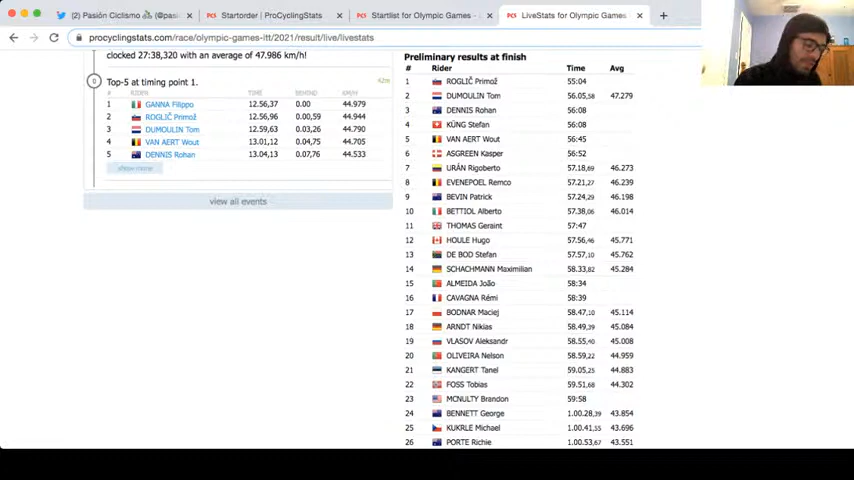 (2) Pasión Ciclismo (@pasi
Startorder | ProCyclingStats
Startlist for Olympic Games -
LiveStats for Olympic Games
procyclingstats.com/race/olympic-games-itt/2021/result/live/livestats
clocked 27:38,320 with an average of 47.986 km/h!
0 Top-5 at timing point 1.
# RIDER TIME BEHIND KM/H
1 GANNA Filippo 12.56,37 0.00 44.979
2 ROGLIČ Primož 12.56,96 0.00,59 44.944
3 DUMOULIN Tom 12.59,63 0.03,26 44.790
4 VAN AERT Wout 13.01,12 0.04,75 44.705
5 DENNIS Rohan 13.04,13 0.07,76 44.533
show more
view all events
Preliminary results at finish
# Rider Time Avg
1 ROGLIČ Primož 55:04
2 DUMOULIN Tom 56.05,58 47.279
3 DENNIS Rohan 56:08
4 KÜNG Stefan 56:08
5 VAN AERT Wout 56:45
6 ASGREEN Kasper 56:52
7 URÁN Rigoberto 57.18,69 46.273
8 EVENEPOEL Remco 57.21,27 46.239
9 BEVIN Patrick 57.24,29 46.198
10 BETTIOL Alberto 57.38,06 46.014
11 THOMAS Geraint 57:47
12 HOULE Hugo 57.56,46 45.771
13 DE BOD Stefan 57.57,10 45.762
14 SCHACHMANN Maximilian 58.33,82 45.284
15 ALMEIDA João 58:34
16 CAVAGNA Rémi 58:39
17 BODNAR Maciej 58.47,10 45.114
18 ARNDT Nikias 58.49,39 45.084
19 VLASOV Aleksandr 58.55,40 45.008
20 OLIVEIRA Nelson 58.59,22 44.959
21 KANGERT Tanel 59.05,25 44.883
22 FOSS Tobias 59.51,68 44.302
23 MCNULTY Brandon 59:58
24 BENNETT George 1.00.28,39 43.854
25 KUKRLE Michael 1.00.41,55 43.696
26 PORTE Richie 1.00.53,67 43.551